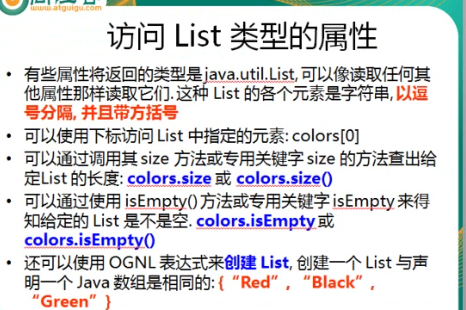 www.atguigu.com
访问 List 类型的属性
• 有些属性将返回的类型是java.util.List, 可以像读取任何其
他属性那样读取它们. 这种 List 的各个元素是字符串, 以逗
号分隔, 并且带方括号
• 可以使用下标访问 List 中指定的元素: colors[0]
• 可以通过调用其 size 方法或专用关键字 size 的方法查出给
定List 的长度: colors.size 或 colors.size()
• 可以通过使用 isEmpty() 方法或专用关键字 isEmpty 来得
知给定的 List 是不是空. colors.isEmpty 或
colors.isEmpty()
• 还可以使用 OGNL 表达式来创建 List, 创建一个 List 与声
明一个 Java 数组是相同的: {“Red”, “Black”,
“Green”}